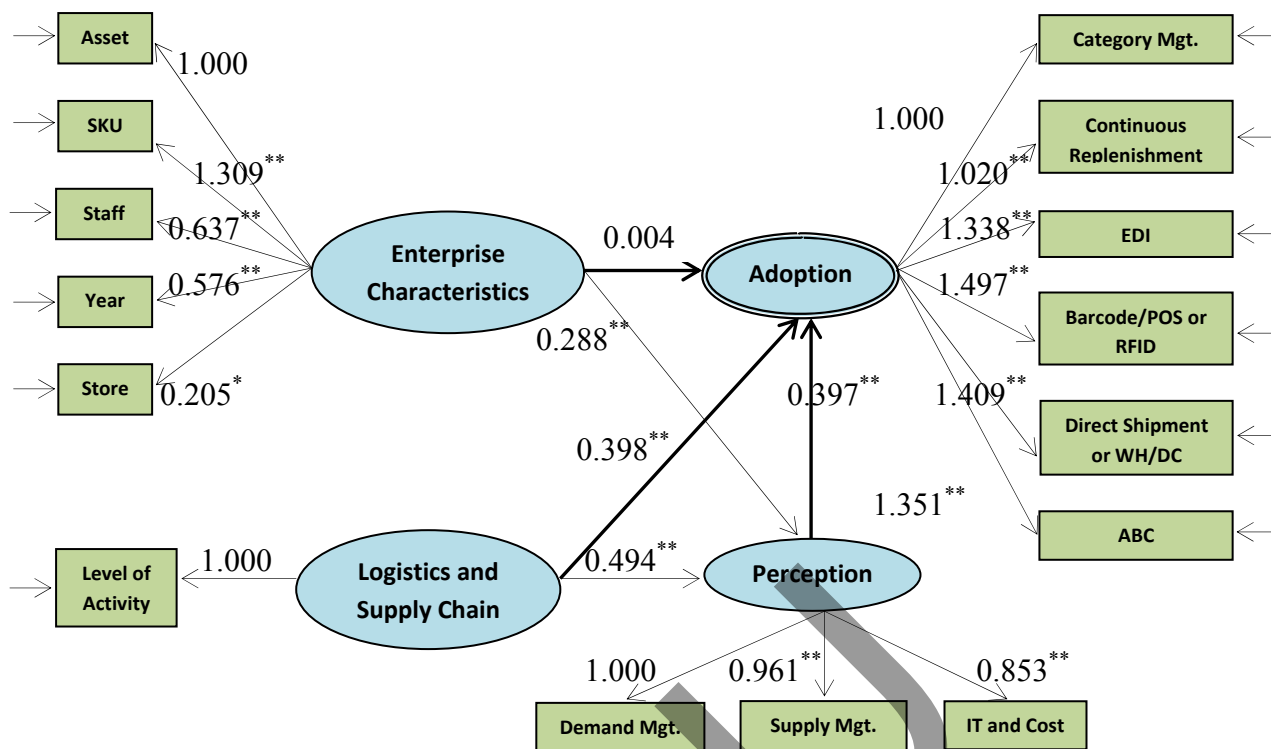 Asset
1.000
SKU
1.309**
Staff
0.637**
Year
0.576**
Store
0.205*
Enterprise
Characteristics
0.004
Adoption
0.288**
0.398**
0.397**
Category Mgt.
1.000
Continuous
Replenishment
1.020**
EDI
1.338**
1.497**
Barcode/POS or
RFID
1.409**
Direct Shipment
or WH/DC
1.351**
ABC
Level of
Activity
1.000
Logistics and
Supply Chain
0.494**
Perception
1.000
0.961**
0.853**
Demand Mgt.
Supply Mgt.
IT and Cost